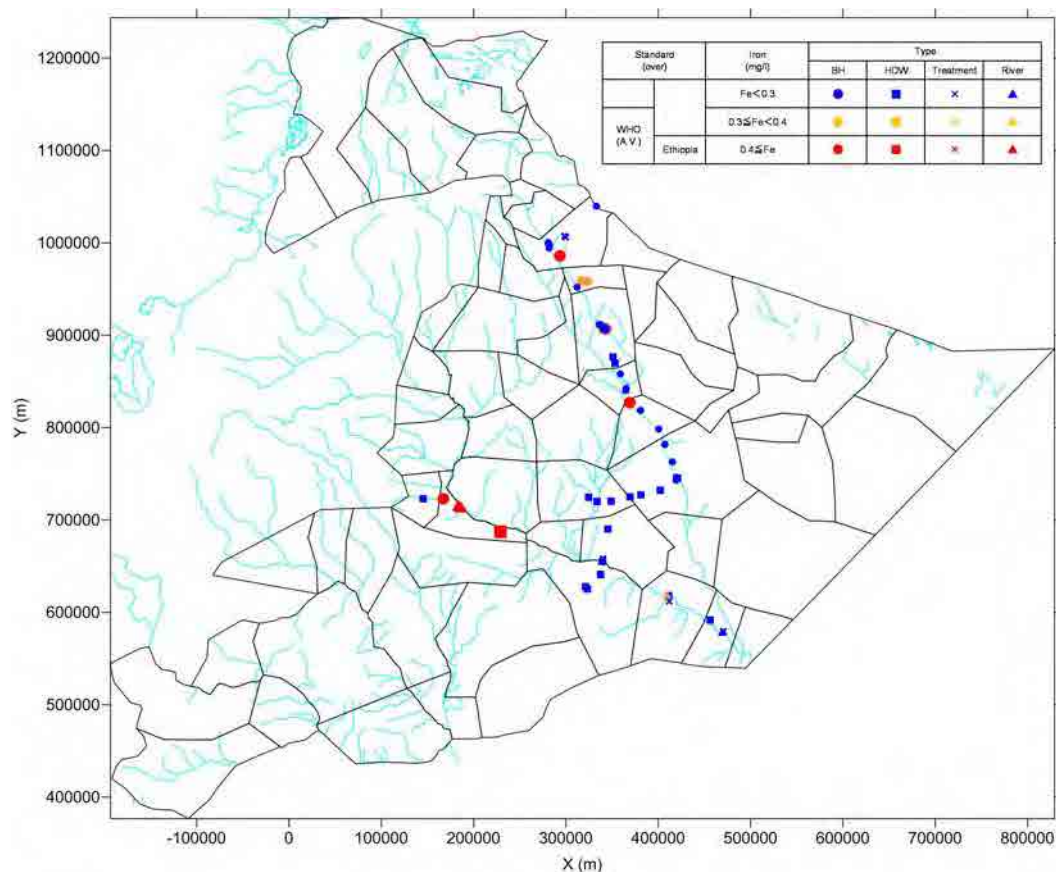 1200000
1100000
1000000
900000
800000
700000
600000
500000
400000
Y (m)
-100000 0 100000 200000 300000 400000 500000 600000 700000 800000
X (m)
Standard (over) Iron (mg/l) Type
BH HDW Treatment River
Fe<0.3
WHO (A.V.) 0.3≦Fe<0.4
Ethippia 0.4≦Fe